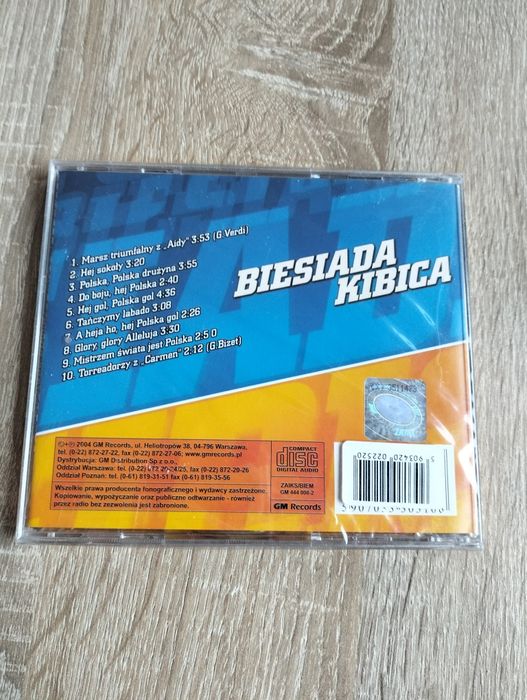 BIESIADA
KIBICA
1. Marsz triumfalny z „Aidy" 3:53 (G.Verdi)
2. Hej sokoły 3:20
3. Polska, Polska drużyna 3:55
4. Do boju, hej Polska 2:40
5. Hej gol, Polska gol 4:36
6. Tańczymy labado 3:08
7. A heja ho, hej Polska gol 2:26
8. Glory, glory Alleluja 3:30
9. Mistrzem świata jest Polska 2:50
10. Torreadorzy z „Carmen" 2:12 (G.Bizet)
2004 GM Records, ul. Heliotropów 38, 04-796 Warszawa,
tel. (0-22) 872-27-22, fax (0-22) 872-27-06; www.gmrecords.pl
Dystrybucja: GM Distribution Sp.z o.o.,
Oddział Warszawa: tel. (0-22) 872-20-24/25, fax (0-22) 872-20-26
Oddział Poznań: tel. (0-61) 819-31-51 fax (0-61) 819-35-56
Wszelkie prawa producenta fonograficznego i wydawcy zastrzeżone.
Kopiowanie, wypożyczanie oraz publiczne odtwarzanie - również
przez radio bez zezwolenia jest zabronione.
COMPACT
disc
DIGITAL AUDIO
ZAIKS/BIEM
GM Records